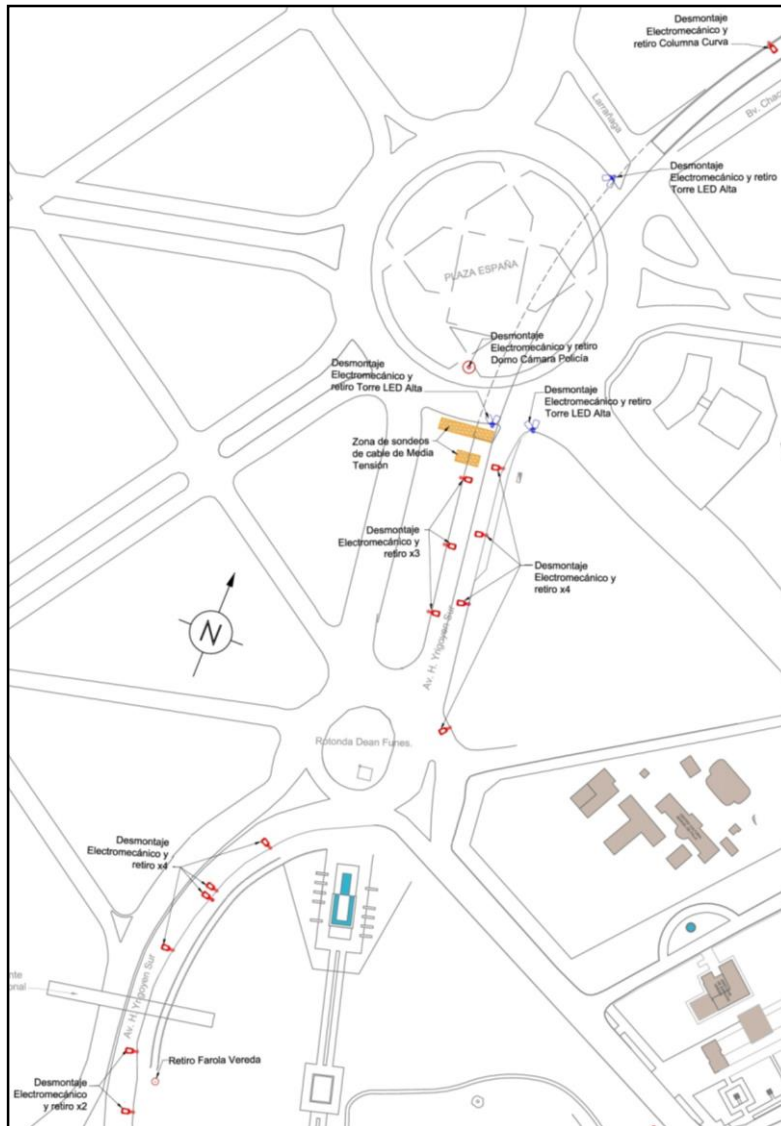 Desmontaje
Electromecánico y
retiro Columna Curva
Larrañaga
Bv. Chac
Desmontaje
Electromecánico y retiro
Torre LED Alta
PLAZA ESPAÑA
Desmontaje
Electromecánico y retiro
Domo Cámara Policía
Desmontaje
Electromecánico y
retiro Torre LED Alta
Desmontaje
Electromecánico y retiro
Torre LED Alta
Zona de sondeos
de cable de Media
Tensión
Desmontaje
Electromecánico y
retiro x3
Desmontaje
Electromecánico y
retiro x4
N
Av. H. Yrigoyen Sur
Rotonda Dean Funes.
Desmontaje
Electromecánico y
retiro x4
nte
onal
Av. H. Yrigoyen Sur
Retiro Farola Vereda
Desmontaje
Electromecánico
y retiro x2